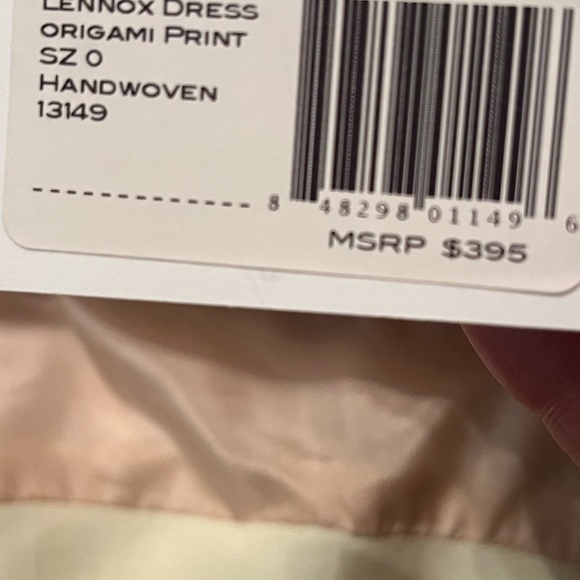 LENNOX DRESS
ORIGAMI PRINT
SZ 0
HANDWOVEN
13149
8 48298 01149 6
MSRP $395